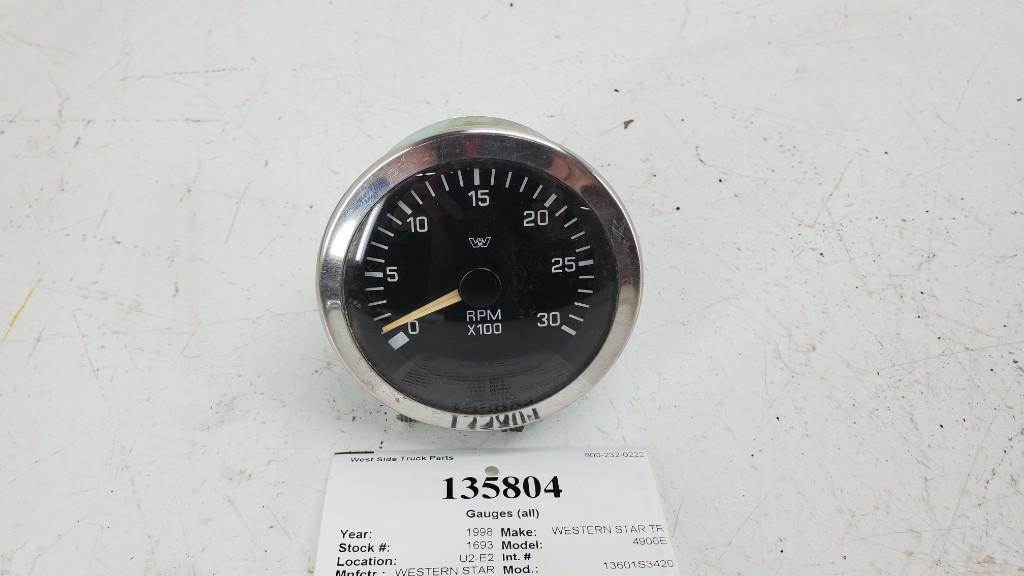 15
10
20
W
5
25
0
RPM
30
X100
West Side Truck Parts 800-232-0222
135804
Gauges (all)
Year: 1998 Make: WESTERN STAR TR
Stock #: 1693 Model: 4900E
Location: U2-E2 Int. #
Mnfctr.: WESTERN STAR Mod.: 13601S3420